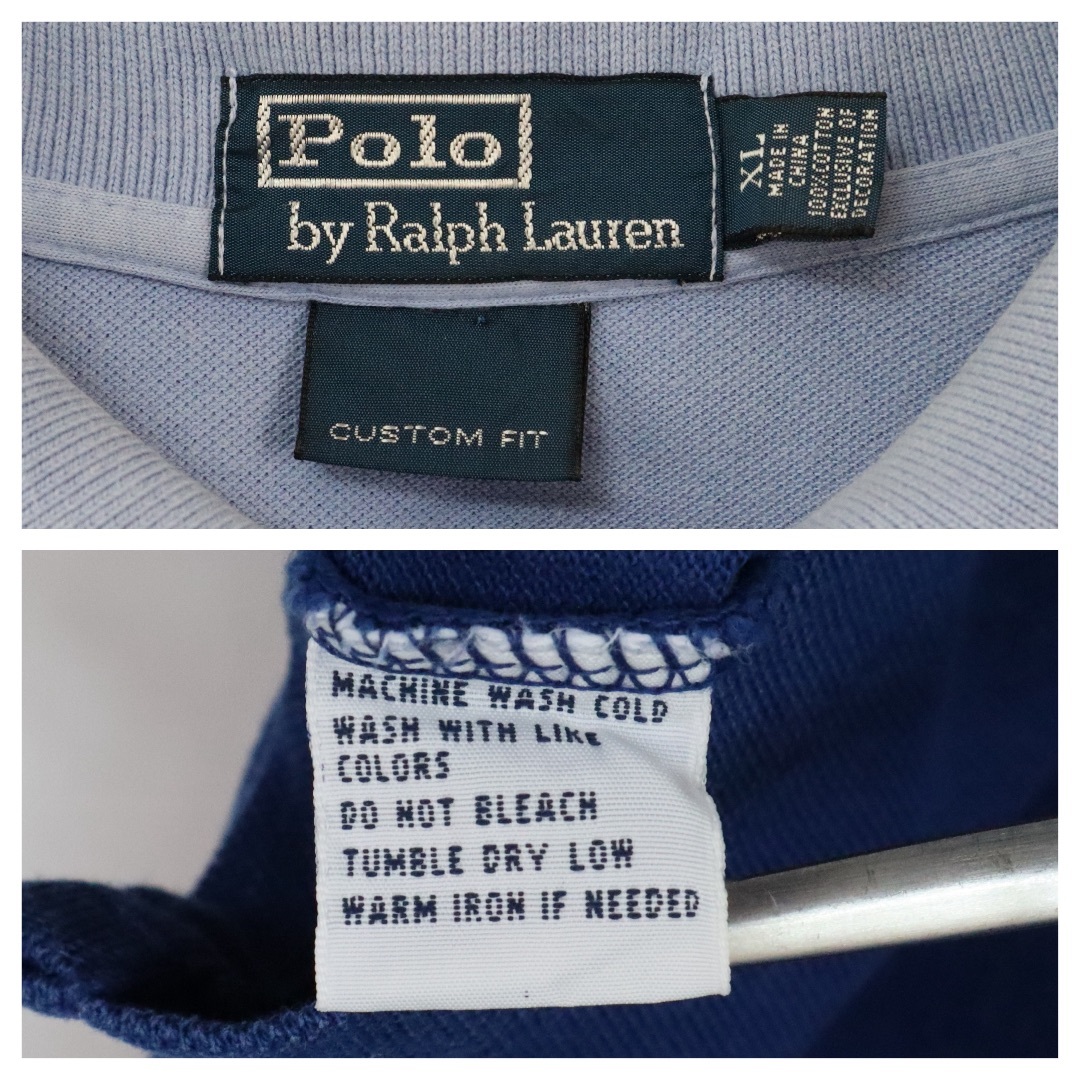 Polo
by Ralph Lauren
XL
MADE IN
CHINA
100%COTTON
EXCLUSIVE OF
DECORATION
CUSTOM FIT
MACHINE WASH COLD
WASH WITH LIKE
COLORS
DO NOT BLEACH
TUMBLE DRY LOW
WARM IRON IF NEEDED